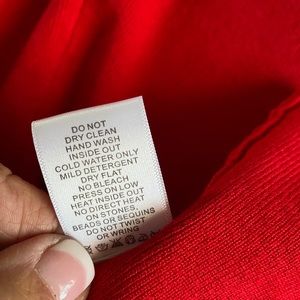 DO NOT
DRY CLEAN
HAND WASH
INSIDE OUT
COLD WATER ONLY
MILD DETERGENT
DRY FLAT
NO BLEACH
PRESS ON LOW
HEAT INSIDE OUT
NO DIRECT HEAT
ON STONES,
BEADS OR SEQUINS
DO NOT TWIST
OR WRING